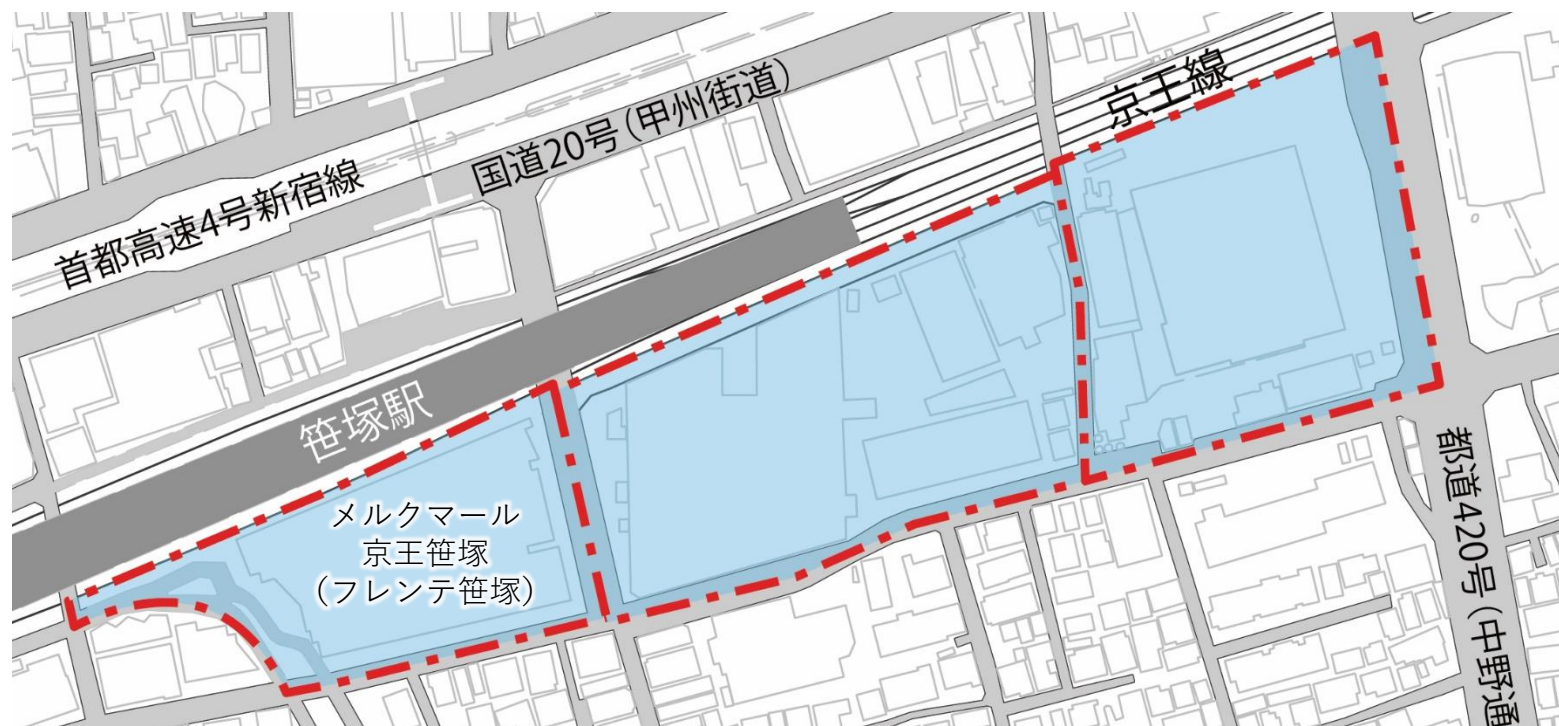 京王線
国道20号（甲州街道）
首都高速4号新宿線
笹塚駅
メルクマール
京王笹塚
（フレンテ笹塚）
都道420号（中野通